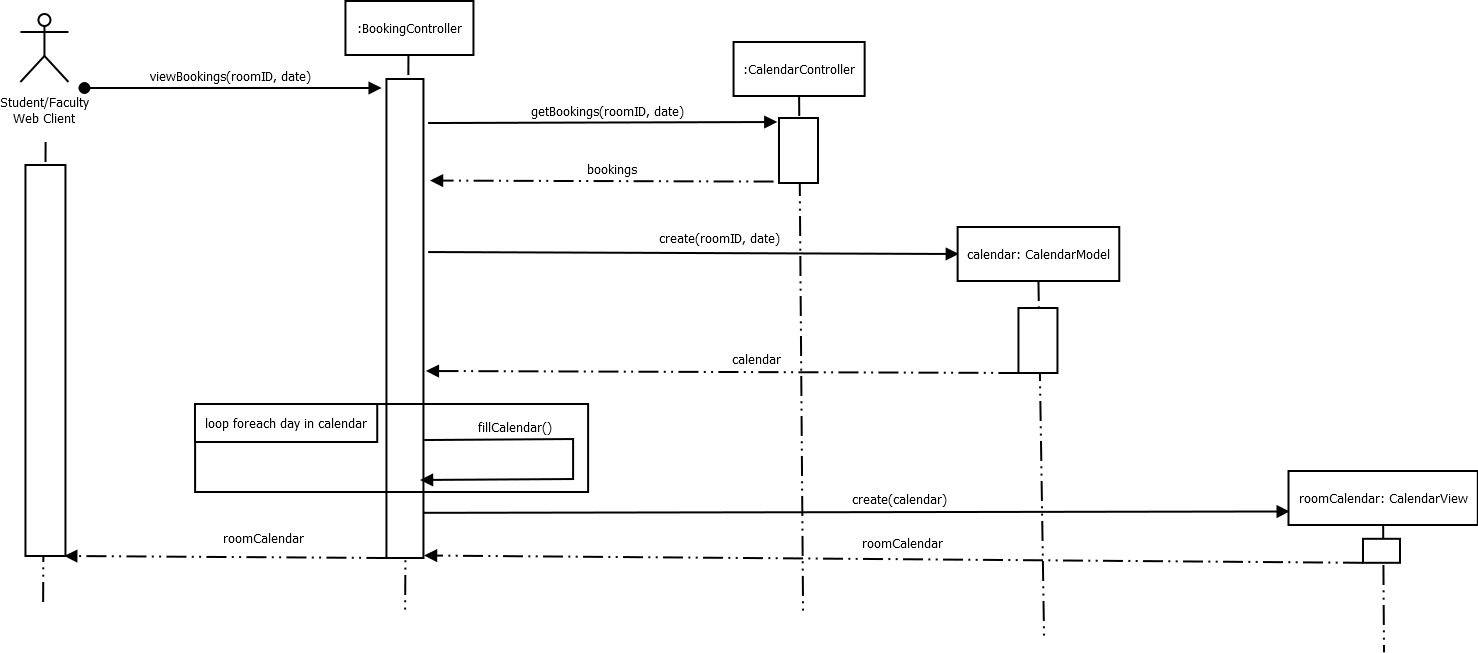 :BookingController
:CalendarController
viewBookings(roomID, date)
Student/Faculty
Web Client
getBookings(roomID, date)
bookings
create(roomID, date)
calendar: CalendarModel
calendar
loop foreach day in calendar
fillCalendar()
create(calendar)
roomCalendar: CalendarView
roomCalendar
roomCalendar